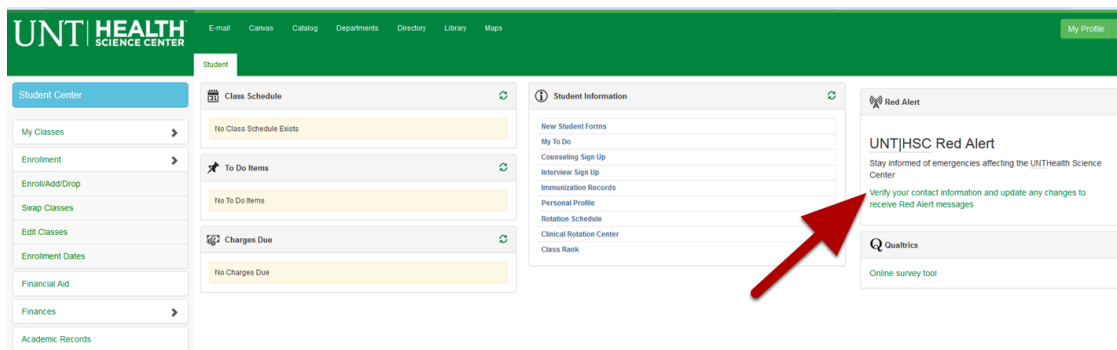 UNT HEALTH
SCIENCE CENTER
E-mail Canvas Catalog Departments Directory Library Maps
My Profile
Student
Student Center
My Classes
Enrollment
Enroll/Add/Drop
Swap Classes
Edit Classes
Enrollment Dates
Financial Aid
Finances
Academic Records
31 Class Schedule
No Class Schedule Exists
To Do Items
No To Do Items
Charges Due
No Charges Due
Student Information
New Student Forms
My To Do
Counseling Sign Up
Interview Sign Up
Immunization Records
Personal Profile
Rotation Schedule
Clinical Rotation Center
Class Rank
Red Alert
UNT|HSC Red Alert
Stay informed of emergencies affecting the UNTHealth Science
Center
Verify your contact information and update any changes to
receive Red Alert messages
Qualtrics
Online survey tool